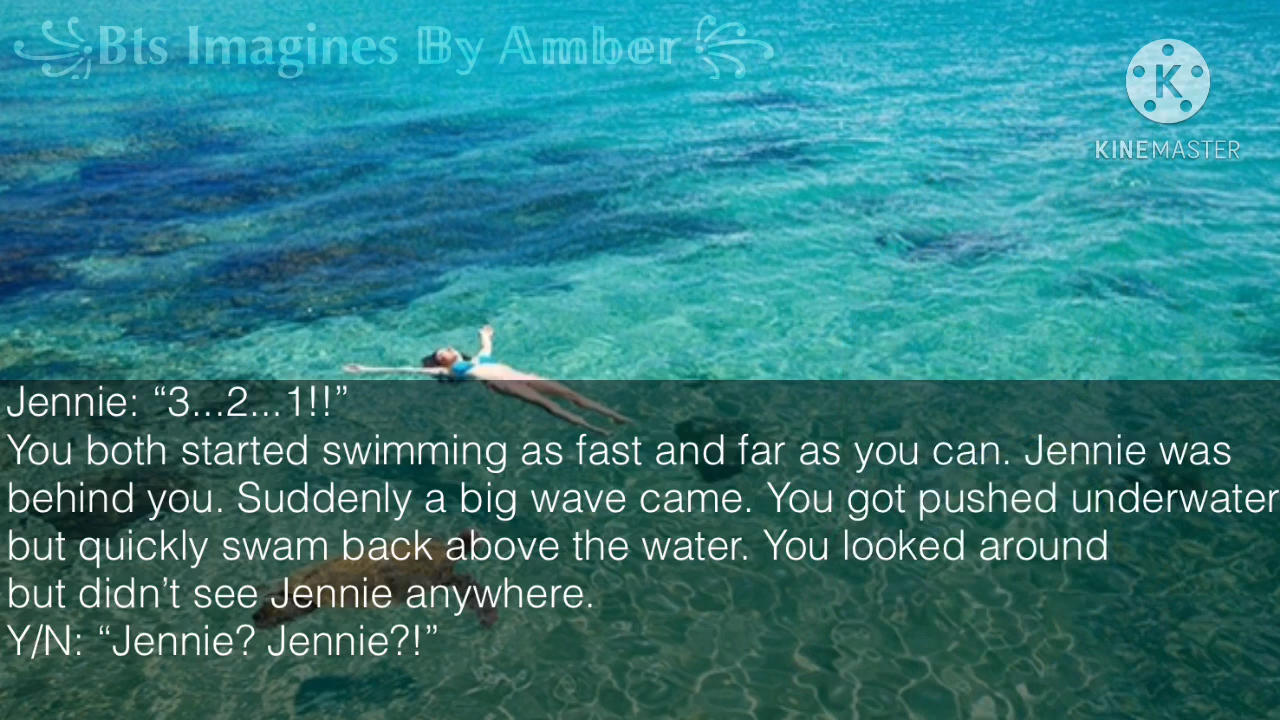 Bts Imagines By Amber
K
KINEMASTER
Jennie: “3...2...1!!”
You both started swimming as fast and far as you can. Jennie was
behind you. Suddenly a big wave came. You got pushed underwater
but quickly swam back above the water. You looked around
but didn’t see Jennie anywhere.
Y/N: “Jennie? Jennie?!”